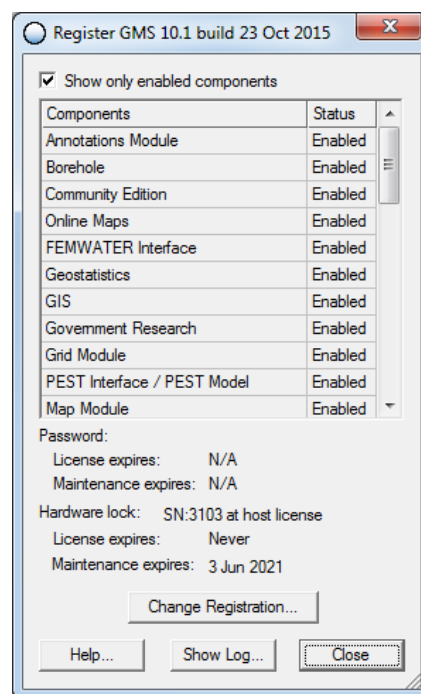 Register GMS 10.1 build 23 Oct 2015
Show only enabled components
Components Status
Annotations Module Enabled
Borehole Enabled
Community Edition Enabled
Online Maps Enabled
FEMWATER Interface Enabled
Geostatistics Enabled
GIS Enabled
Government Research Enabled
Grid Module Enabled
PEST Interface / PEST Model Enabled
Map Module Enabled
Password:
License expires: N/A
Maintenance expires: N/A
Hardware lock: SN:3103 at host license
License expires: Never
Maintenance expires: 3 Jun 2021
Change Registration...
Help... Show Log... Close